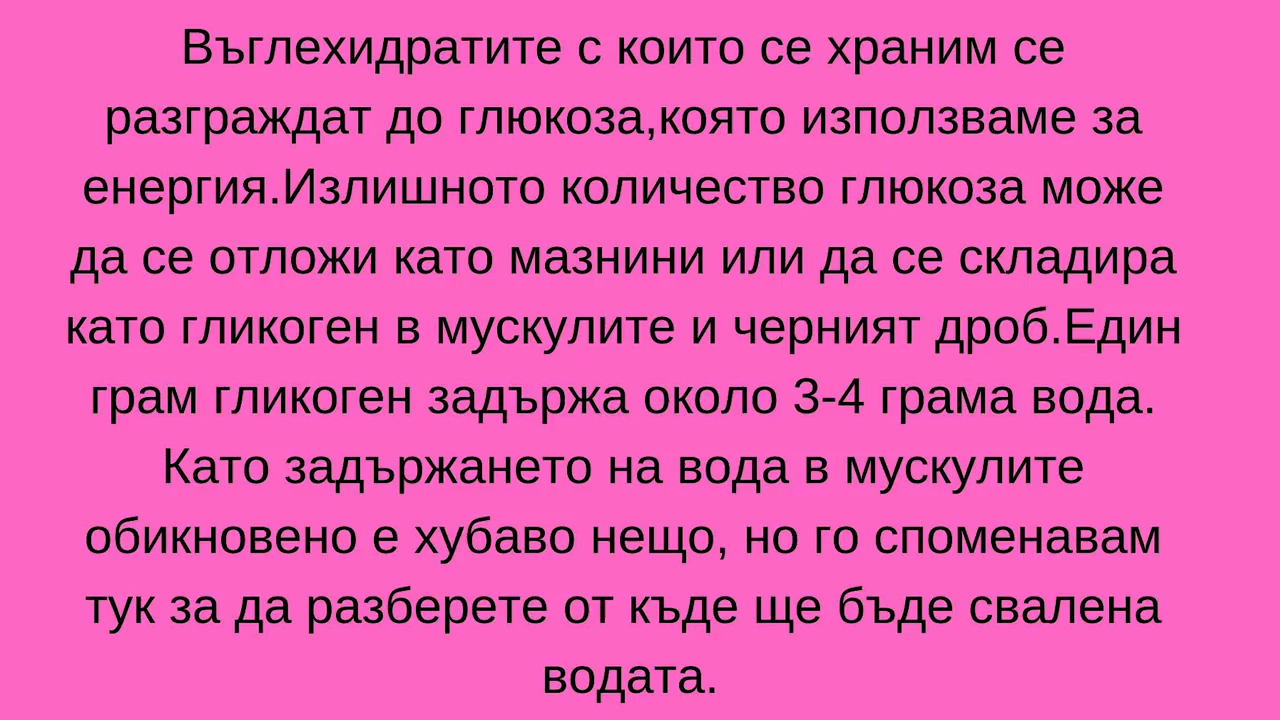 Въглехидратите с които се храним се
разграждат до глюкоза,която използваме за
енергия.Излишното количество глюкоза може
да се отложи като мазнини или да се складира
като гликоген в мускулите и черният дроб.Един
грам гликоген задържа около 3-4 грама вода.
Като задържането на вода в мускулите
обикновено е хубаво нещо, но го споменавам
тук за да разберете от къде ще бъде свалена
водата.